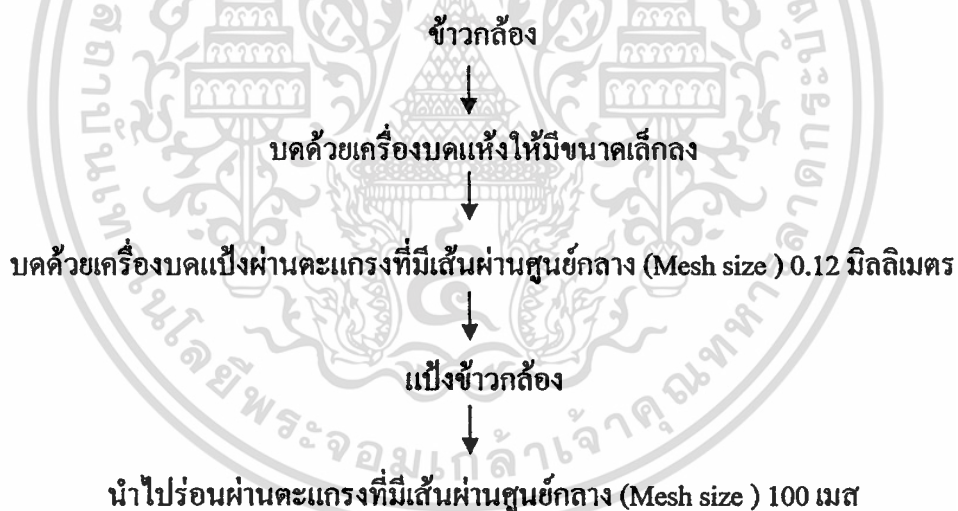 ข้าวกล้อง
บดด้วยเครื่องบดแห้งให้มีขนาดเล็กลง
บดด้วยเครื่องบดแป้งผ่านตะแกรงที่มีเส้นผ่านศูนย์กลาง (Mesh size ) 0.12 มิลลิเมตร
แป้งข้าวกล้อง
นำไปร่อนผ่านตะแกรงที่มีเส้นผ่านศูนย์กลาง (Mesh size ) 100 เมส